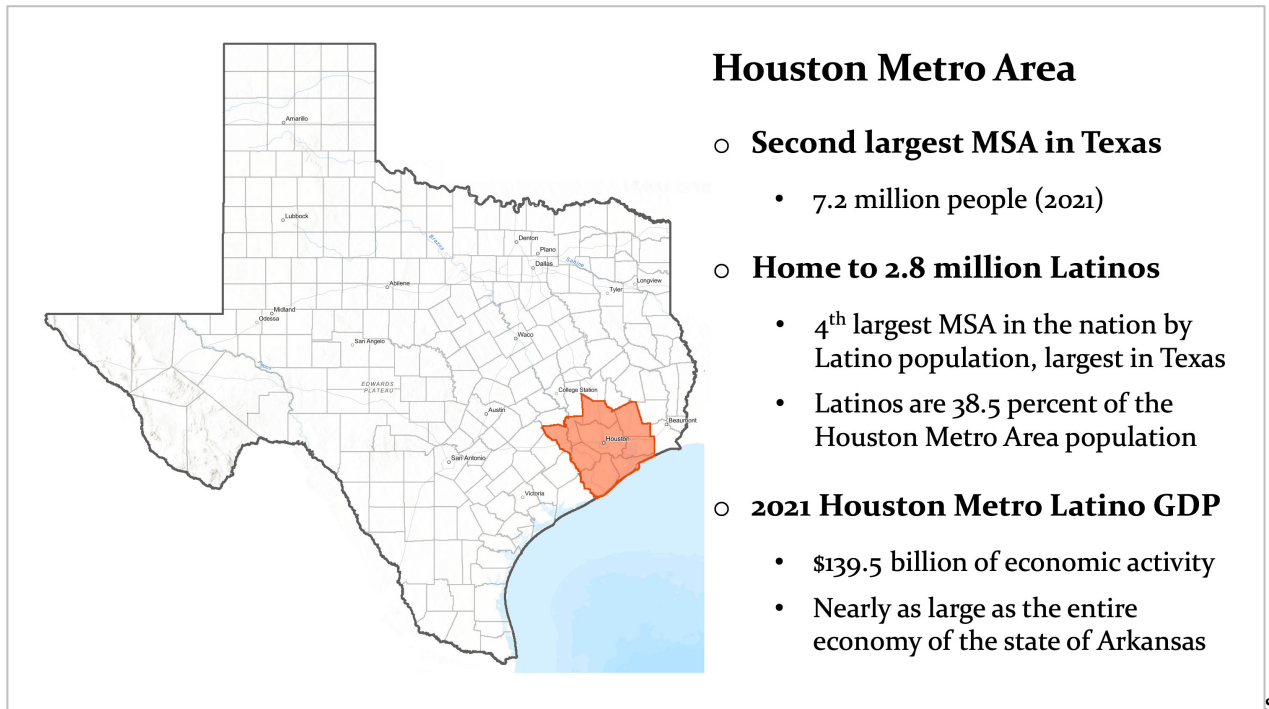 Houston Metro Area
o Second largest MSA in Texas
• 7.2 million people (2021)
o Home to 2.8 million Latinos
• 4th largest MSA in the nation by
Latino population, largest in Texas
• Latinos are 38.5 percent of the
Houston Metro Area population
o 2021 Houston Metro Latino GDP
• $139.5 billion of economic activity
• Nearly as large as the entire
economy of the state of Arkansas
Amarillo
Lubbock
Brazos
Denton
Plano
Dallas
Sabine
Longview
Tyler
Abilene
Midland
Odessa
Waco
San Angelo
Pecos
EDWARDS
PLATEAU
College Station
Austin
Beaumont
Houston
San Antonio
Victoria